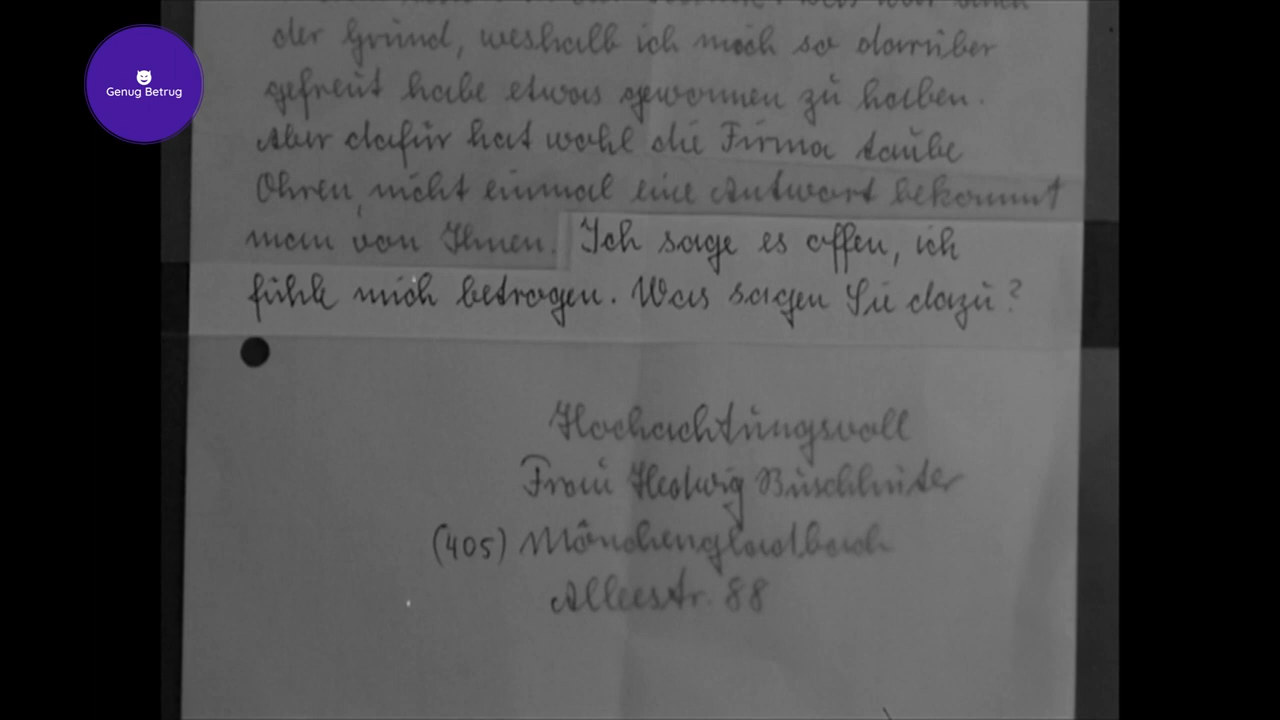 Genug Betrug
der Grund, weshalb ich mich so darüber
gefreut habe etwas gewonnen zu haben.
Aber dafür hat wohl die Firma taube
Ohren, nicht einmal eine Antwort bekommt
man von Ihnen. Ich sage es offen, ich
fühle mich betrogen. Was sagen Sie dazu?
Hochachtungsvoll
Frau Hedwig
(405) Mönchengladbach
Alleestr. 88